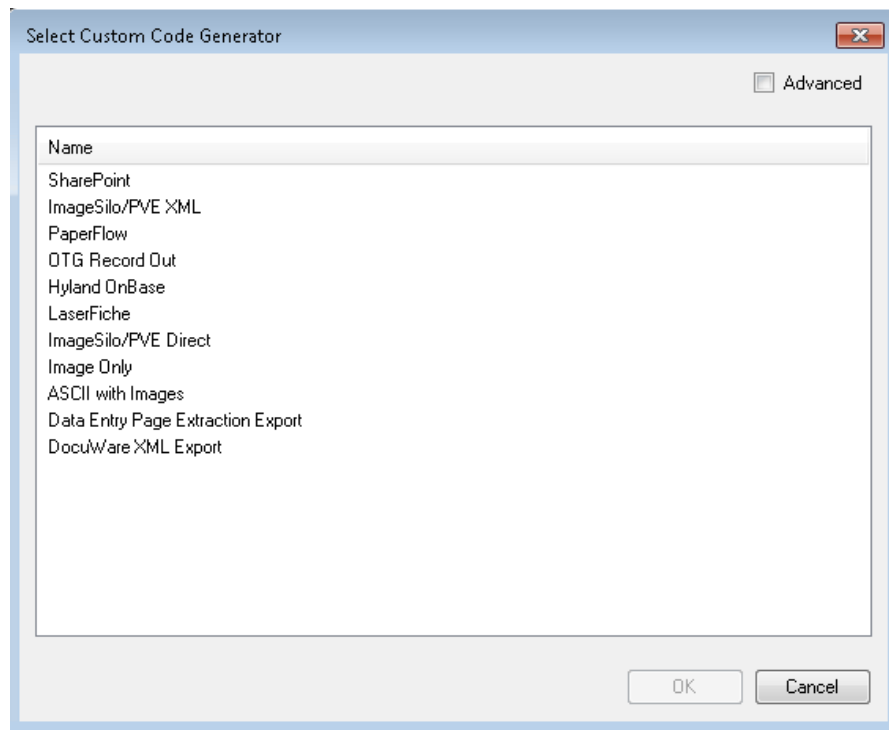 Select Custom Code Generator
Advanced
Name
SharePoint
ImageSilo/PVE XML
PaperFlow
OTG Record Out
Hyland OnBase
LaserFiche
ImageSilo/PVE Direct
Image Only
ASCII with Images
Data Entry Page Extraction Export
DocuWare XML Export
OK Cancel